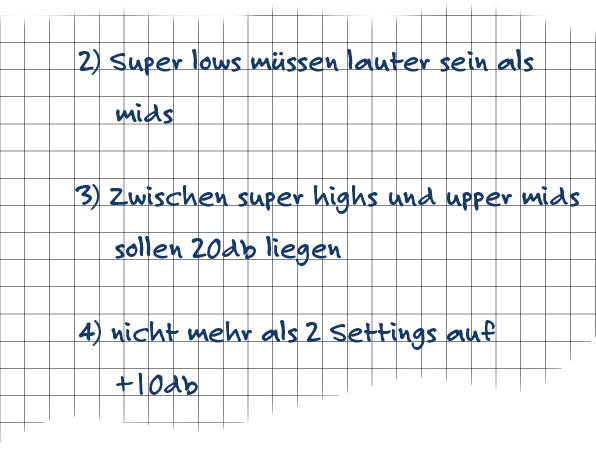 2) Super lows müssen lauter sein als
mids
3) Zwischen super highs und upper mids
sollen 20db liegen
4) nicht mehr als 2 Settings auf
+10db